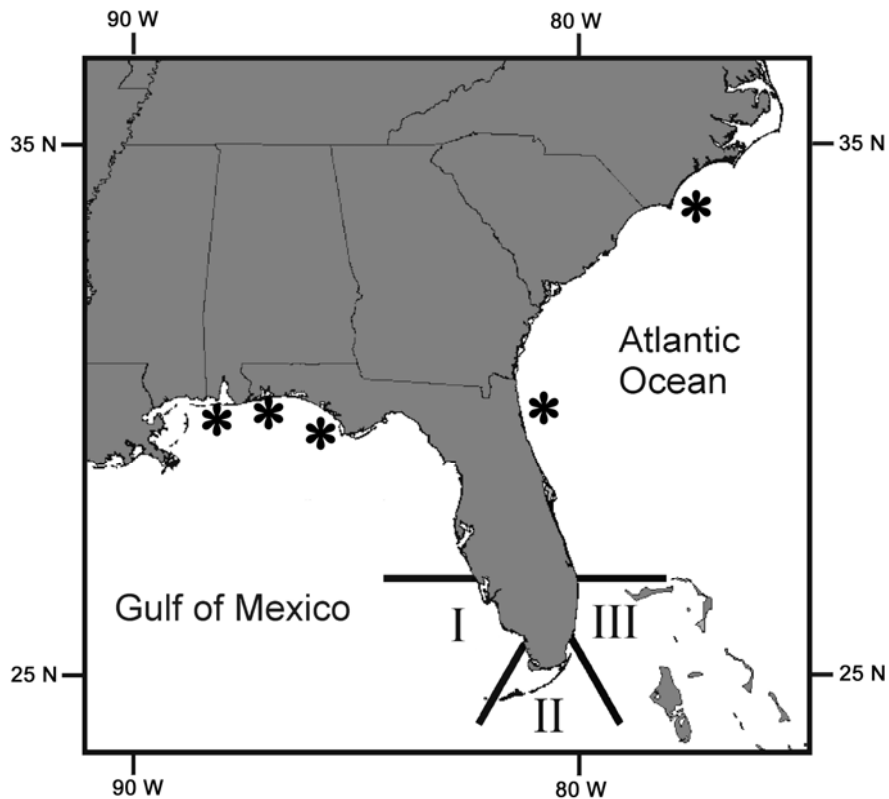 90 W 80 W
35 N 35 N
Atlantic
Ocean
Gulf of Mexico
I III
25 N 25 N
II
90 W 80 W